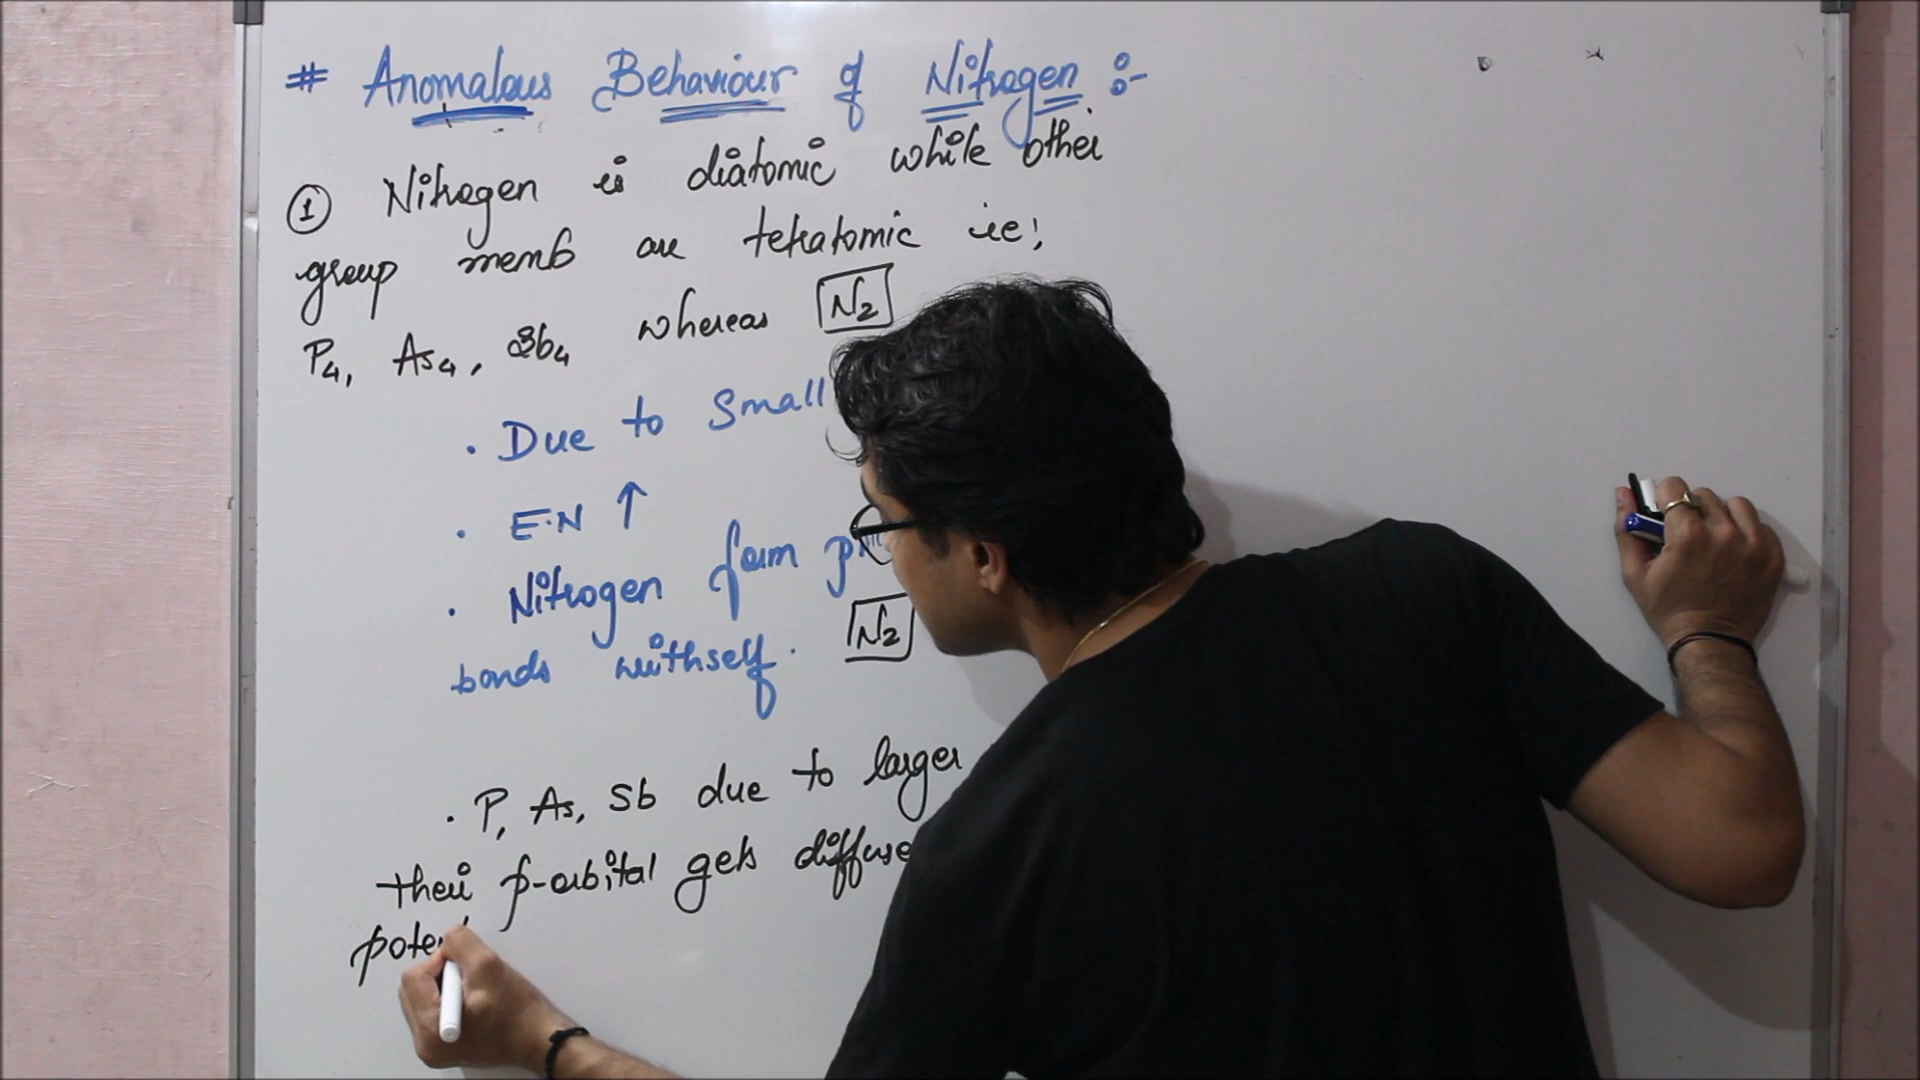 # Anomalous Behaviour of Nitrogen :-
① Nitrogen is diatomic while other
group memb are tetratomic ie;
P₄, As₄, Sb₄ whereas N₂
· Due to Small
· E.N ↑
· Nitrogen form
bonds withself. N₂
· P, As, Sb due to larger
their p-orbital gets diffuse